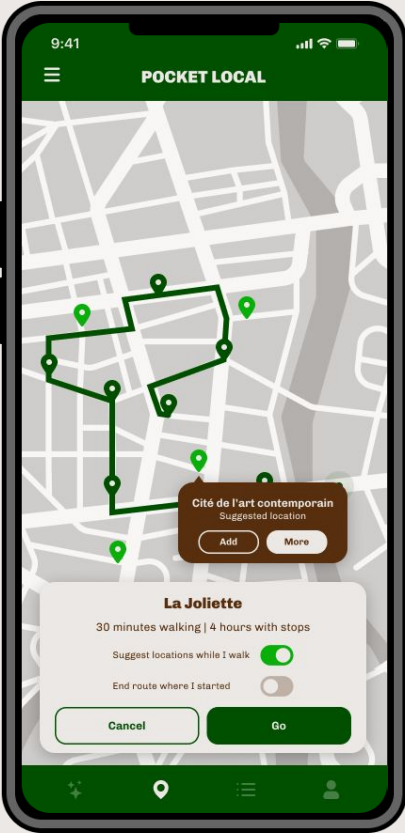 9:41
POCKET LOCAL
Cité de l'art contemporain
Suggested location
Add
More
La Joliette
30 minutes walking | 4 hours with stops
Suggest locations while I walk
End route where I started
Cancel
Go